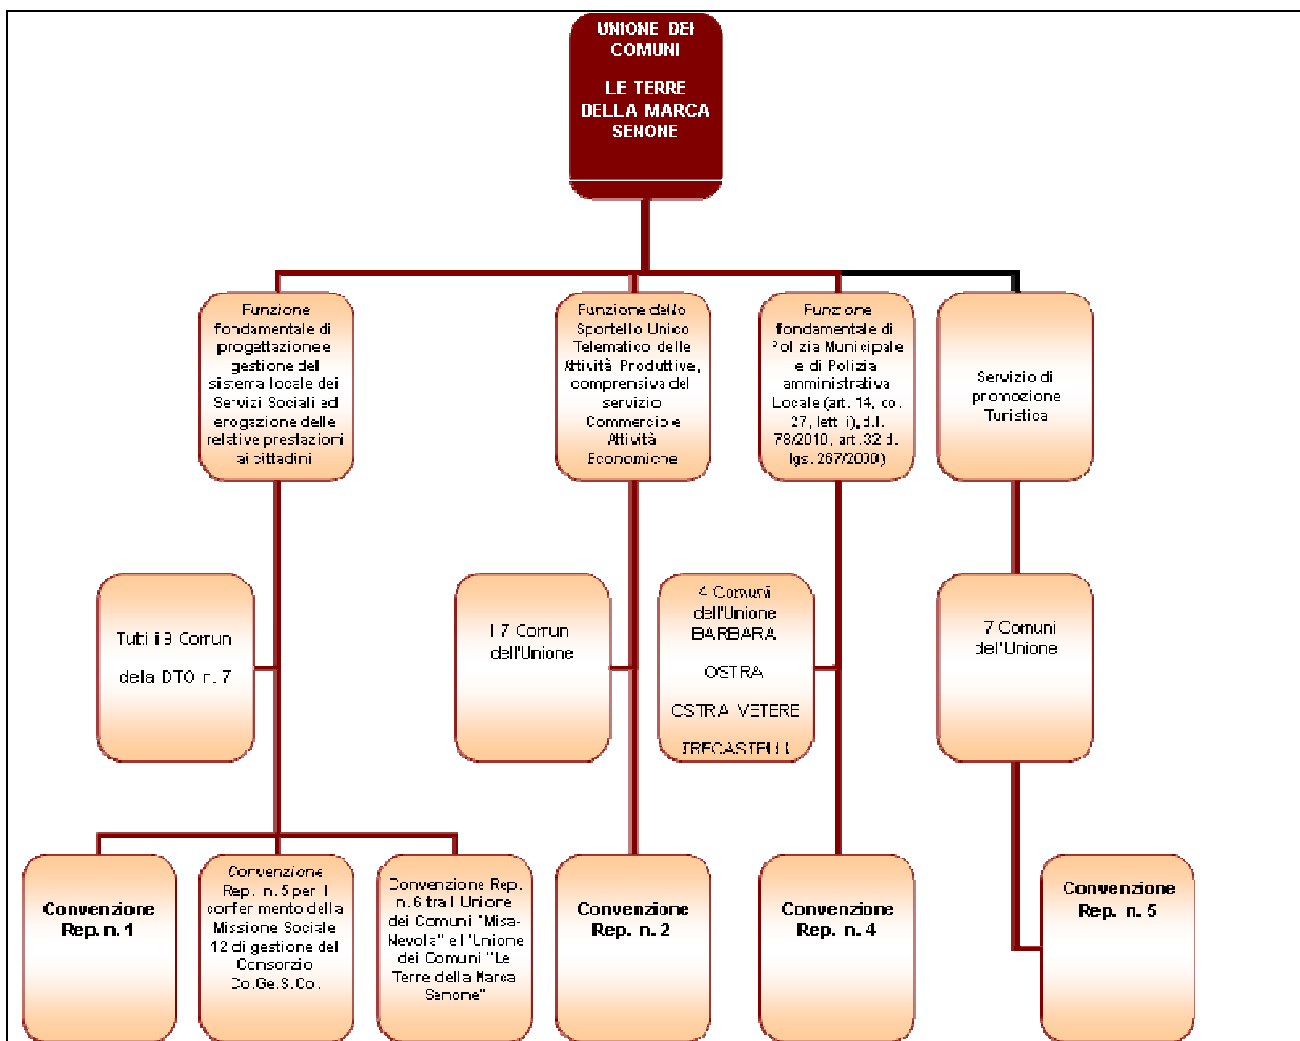 UNIONE DEI
COMUNI
LE TERRE
DELLA MARCA
SENONE
Funzione
fondamentale di
progettazione e
gestione del
sistema locale dei
Servizi Sociali ed
erogazione delle
relative prestazioni
ai cittadini
Funzione dello
Sportello Unico
Telematico delle
Attività Produttive,
comprensiva del
servizio
Commercio e
Attività
Economiche
Funzione
fondamentale di
Polizia Municipale
e di Polizia
amministrativa
Locale (art. 14, co.
27, lett. i), d.l.
78/2010, art. 32 d.
lgs. 267/2000)
Servizio di
promozione
Turistica
Tutti i 9 Comuni
della DTO n. 7
I 7 Comuni
dell'Unione
4 Comuni
dell'Unione
BARBARA
OSTRA
OSTRA VETERE
TRECASTELLI
7 Comuni
dell'Unione
Convenzione
Rep. n. 1
Convenzione
Rep. n. 5 per il
conferimento della
Missione Sociale
12 di gestione del
Consorzio
Co.Ge.S.Co.
Convenzione Rep.
n. 6 tra l'Unione
dei Comuni "Misa-
Nevola" e l'Unione
dei Comuni "Le
Terre della Marca
Senone"
Convenzione
Rep. n. 2
Convenzione
Rep. n. 4
Convenzione
Rep. n. 5